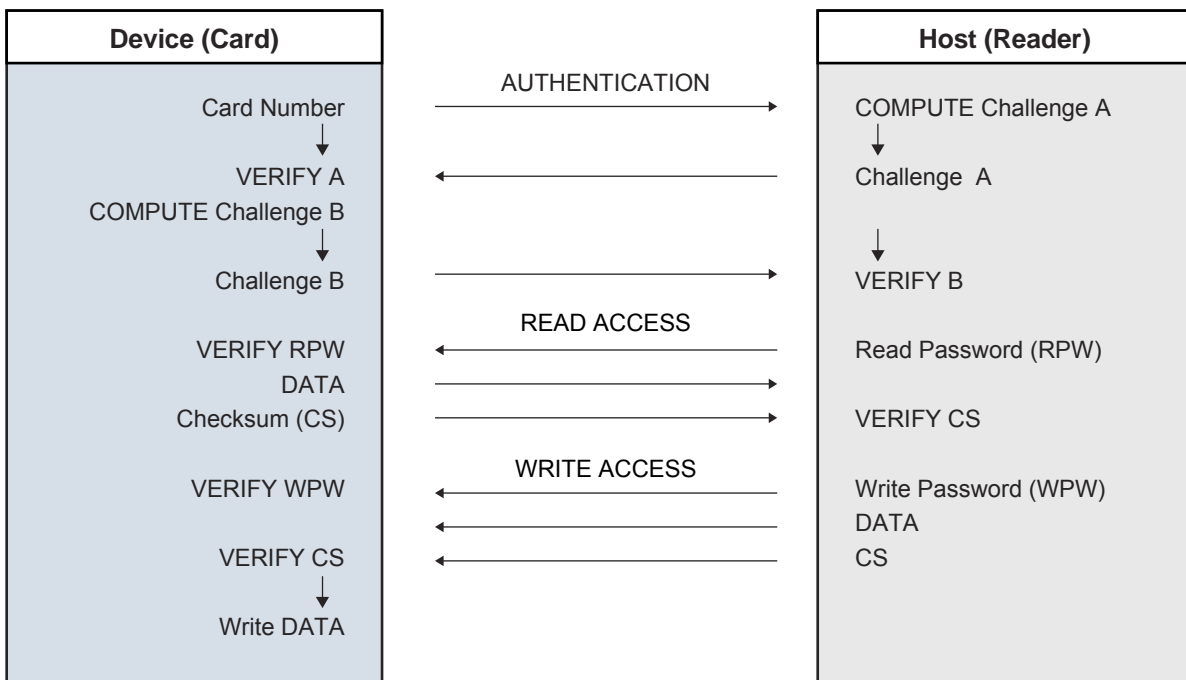 Device (Card)
Host (Reader)
AUTHENTICATION
Card Number
COMPUTE Challenge A
VERIFY A
Challenge A
COMPUTE Challenge B
Challenge B
VERIFY B
READ ACCESS
VERIFY RPW
Read Password (RPW)
DATA
Checksum (CS)
VERIFY CS
WRITE ACCESS
VERIFY WPW
Write Password (WPW)
DATA
VERIFY CS
CS
Write DATA